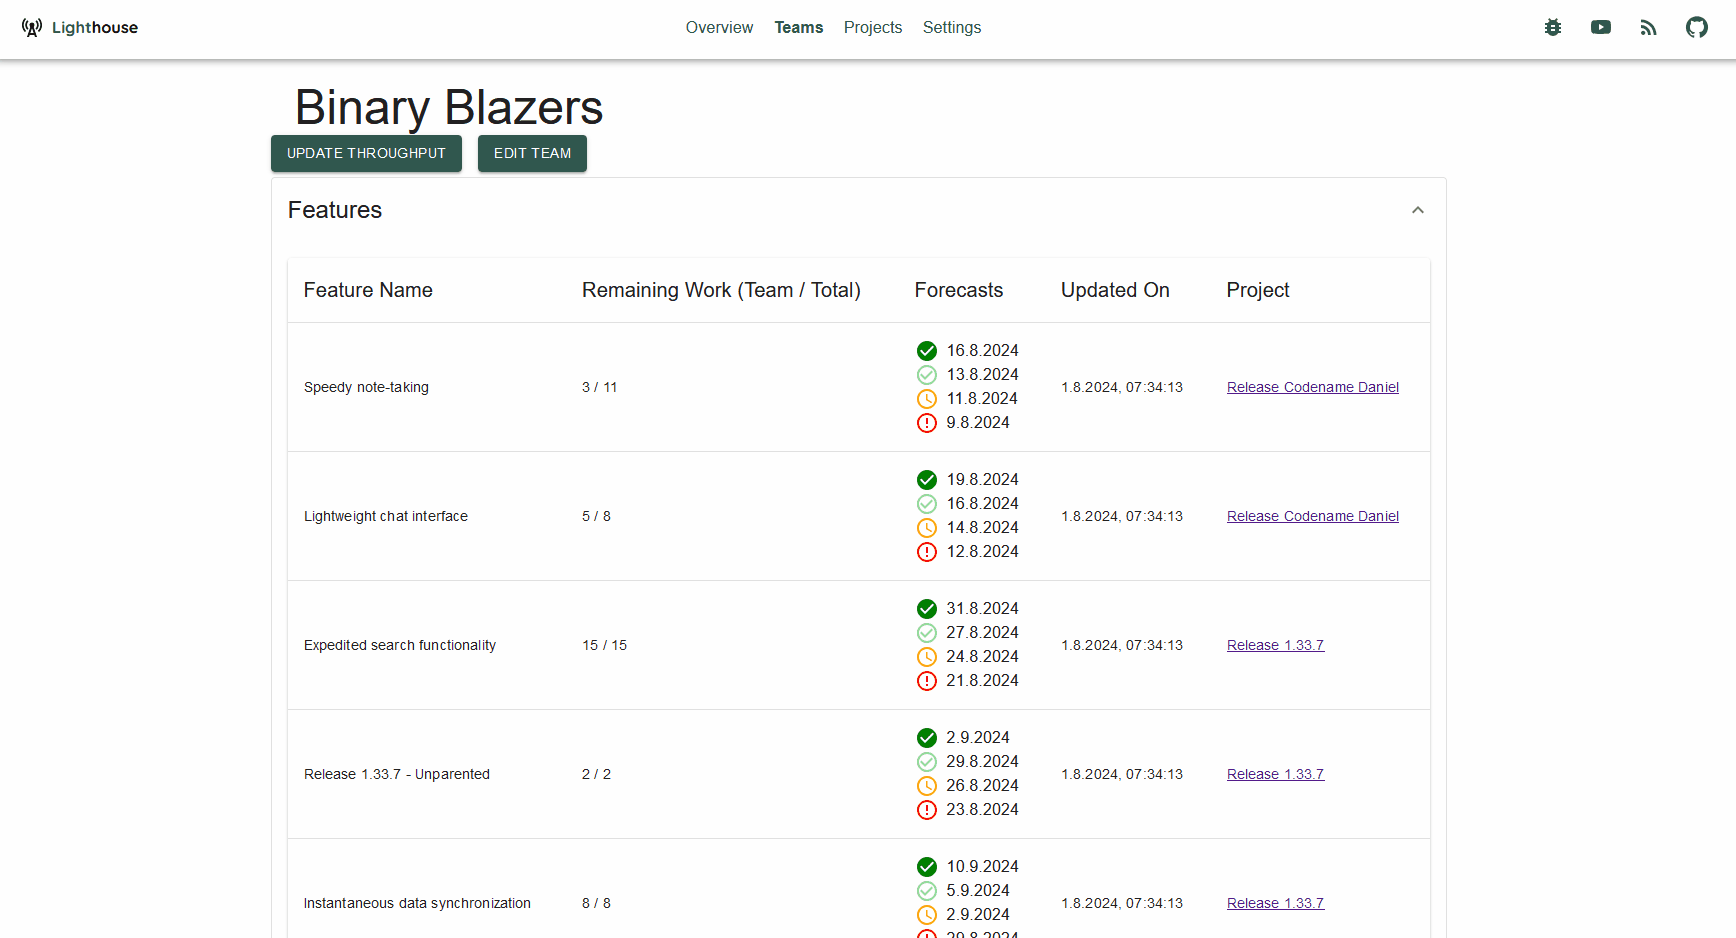 Lighthouse
Overview Teams Projects Settings
Binary Blazers
UPDATE THROUGHPUT EDIT TEAM
Features
Feature Name Remaining Work (Team / Total) Forecasts Updated On Project
16.8.2024
13.8.2024
Speedy note-taking 3 / 11 1.8.2024, 07:34:13 Release Codename Daniel
11.8.2024
9.8.2024
19.8.2024
16.8.2024
Lightweight chat interface 5 / 8 1.8.2024, 07:34:13 Release Codename Daniel
14.8.2024
12.8.2024
31.8.2024
27.8.2024
Expedited search functionality 15 / 15 1.8.2024, 07:34:13 Release 1.33.7
24.8.2024
21.8.2024
2.9.2024
29.8.2024
Release 1.33.7 - Unparented 2 / 2 1.8.2024, 07:34:13 Release 1.33.7
26.8.2024
23.8.2024
10.9.2024
5.9.2024
Instantaneous data synchronization 8 / 8 1.8.2024, 07:34:13 Release 1.33.7
2.9.2024